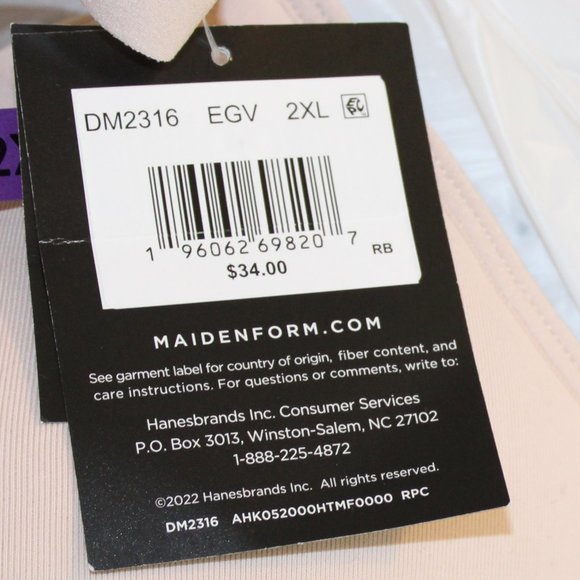 DM2316 EGV 2XL
1 96062 69820 7 RB
$34.00
MAIDENFORM.COM
See garment label for country of origin, fiber content, and
care instructions. For questions or comments, write to:
Hanesbrands Inc. Consumer Services
P.O. Box 3013, Winston-Salem, NC 27102
1-888-225-4872
©2022 Hanesbrands Inc. All rights reserved.
DM2316 AHK052000HTMF0000 RPC